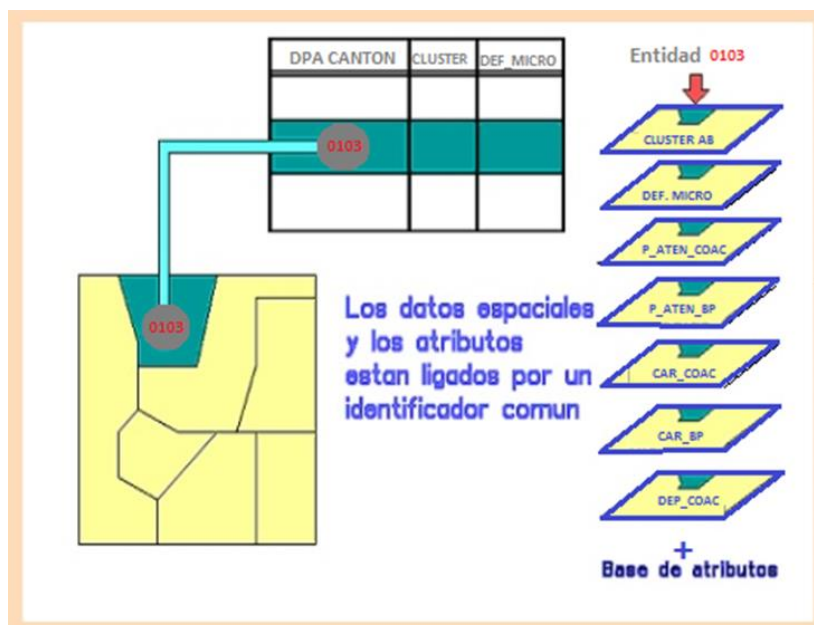 DPA CANTON CLUSTER DEF_MICRO
0103
0103
Los datos espaciales
y los atributos
estan ligados por un
identificador comun
Entidad 0103
CLUSTER AB
DEF. MICRO
P_ATEN_COAC
P_ATEN_BP
CAR_COAC
CAR_BP
DEP_COAC
+
Base de atributos